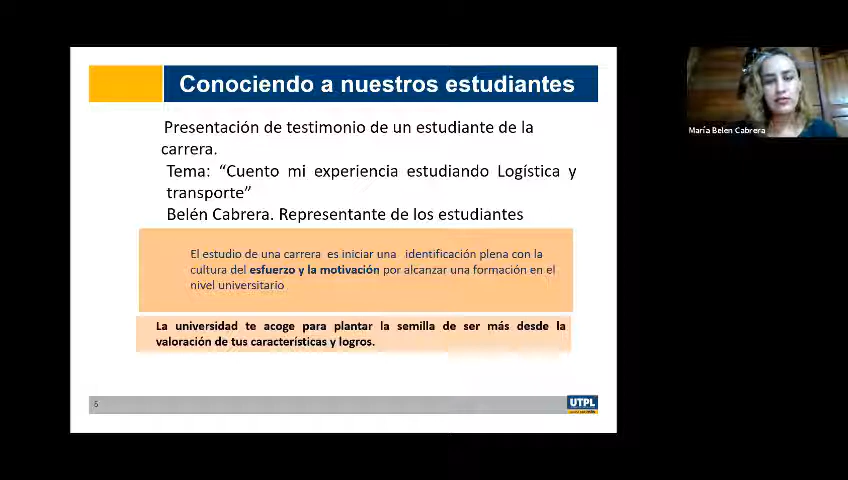 Conociendo a nuestros estudiantes
Presentación de testimonio de un estudiante de la
carrera.
Tema: “Cuento mi experiencia estudiando Logística y
transporte”
Belén Cabrera. Representante de los estudiantes
El estudio de una carrera es iniciar una identificación plena con la
cultura del esfuerzo y la motivación por alcanzar una formación en el
nivel universitario
La universidad te acoge para plantar la semilla de ser más desde la
valoración de tus características y logros.
5
UTPL
María Belen Cabrera